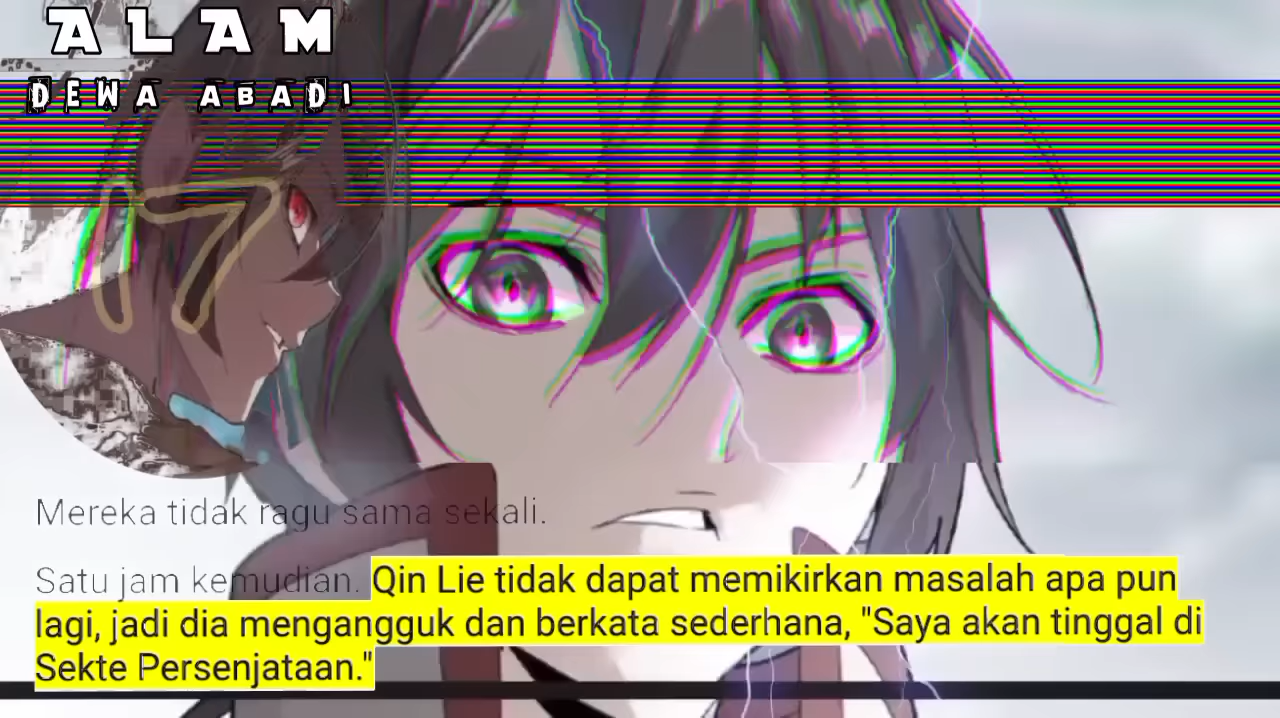 ALAM
DEWA ABADI
17
Mereka tidak ragu sama sekali.
Satu jam kemudian. Qin Lie tidak dapat memikirkan masalah apa pun
lagi, jadi dia mengangguk dan berkata sederhana, "Saya akan tinggal di
Sekte Persenjataan."